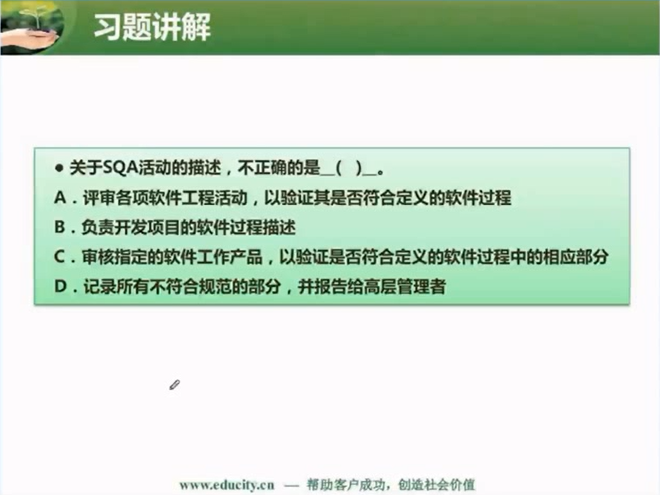 习题讲解
● 关于SQA活动的描述，不正确的是__(  )__。
A．评审各项软件工程活动，以验证其是否符合定义的软件过程
B．负责开发项目的软件过程描述
C．审核指定的软件工作产品，以验证是否符合定义的软件过程中的相应部分
D．记录所有不符合规范的部分，并报告给高层管理者
www.educity.cn — 帮助客户成功，创造社会价值